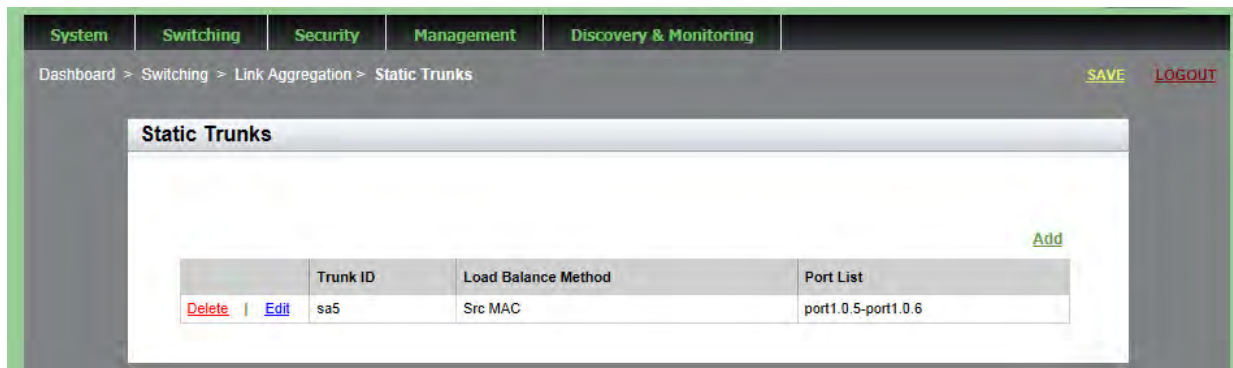 System Switching Security Management Discovery & Monitoring
Dashboard > Switching > Link Aggregation > Static Trunks SAVE LOGOUT
Static Trunks
Add
Trunk ID Load Balance Method Port List
Delete | Edit sa5 Src MAC port1.0.5-port1.0.6